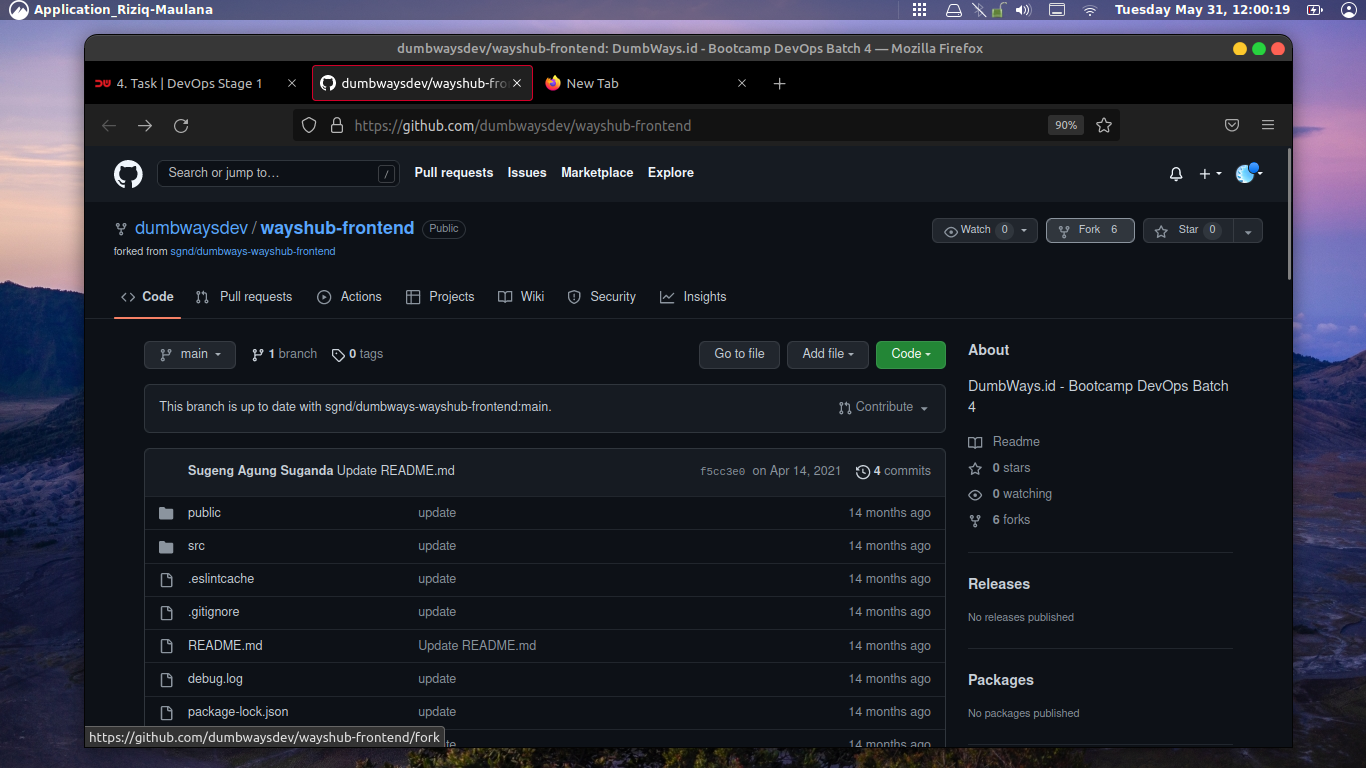 Application_Riziq-Maulana
Tuesday May 31, 12:00:19
dumbwaysdev/wayshub-frontend: DumbWays.id - Bootcamp DevOps Batch 4 — Mozilla Firefox
4. Task | DevOps Stage 1
dumbwaysdev/wayshub-fro
New Tab
https://github.com/dumbwaysdev/wayshub-frontend
90%
Search or jump to…
/
Pull requests
Issues
Marketplace
Explore
dumbwaysdev / wayshub-frontend
Public
Watch 0
Fork 6
Star 0
forked from sgnd/dumbways-wayshub-frontend
Code
Pull requests
Actions
Projects
Wiki
Security
Insights
main
1 branch
0 tags
Go to file
Add file
Code
This branch is up to date with sgnd/dumbways-wayshub-frontend:main.
Contribute
Sugeng Agung Suganda Update README.md
f5cc3e0 on Apr 14, 2021
4 commits
public update 14 months ago
src update 14 months ago
.eslintcache update 14 months ago
.gitignore update 14 months ago
README.md Update README.md 14 months ago
debug.log update 14 months ago
package-lock.json update 14 months ago
14 months ago
About
DumbWays.id - Bootcamp DevOps Batch
4
Readme
0 stars
0 watching
6 forks
Releases
No releases published
Packages
No packages published
https://github.com/dumbwaysdev/wayshub-frontend/fork